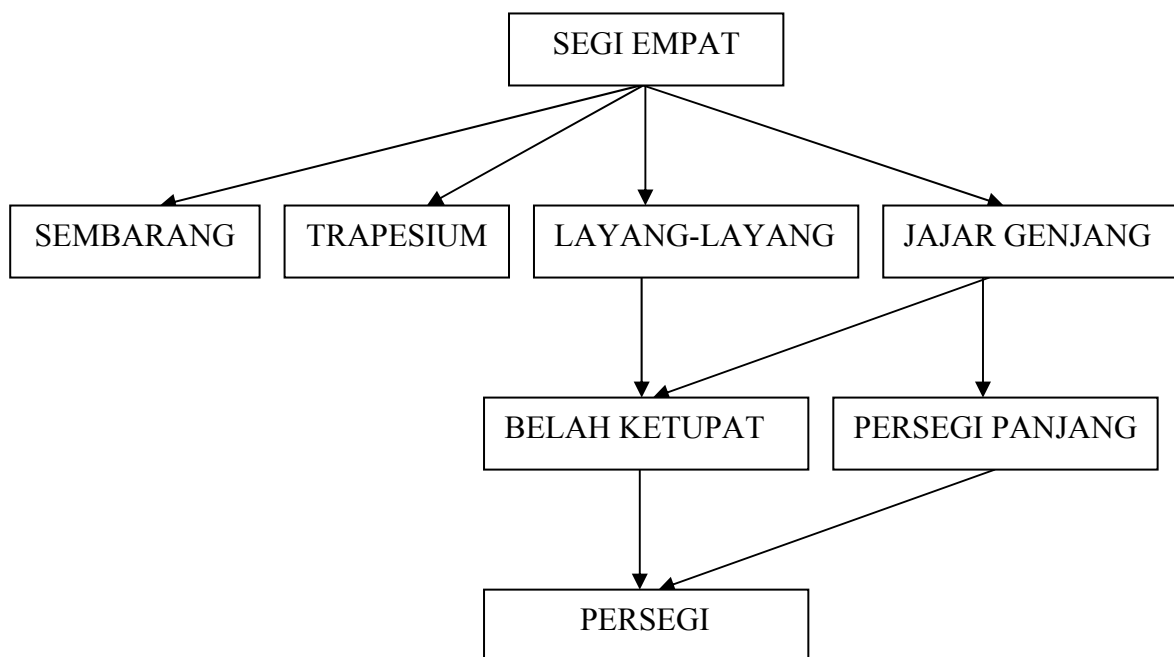 SEGI EMPAT
SEMBARANG
TRAPESIUM
LAYANG-LAYANG
JAJAR GENJANG
BELAH KETUPAT
PERSEGI PANJANG
PERSEGI